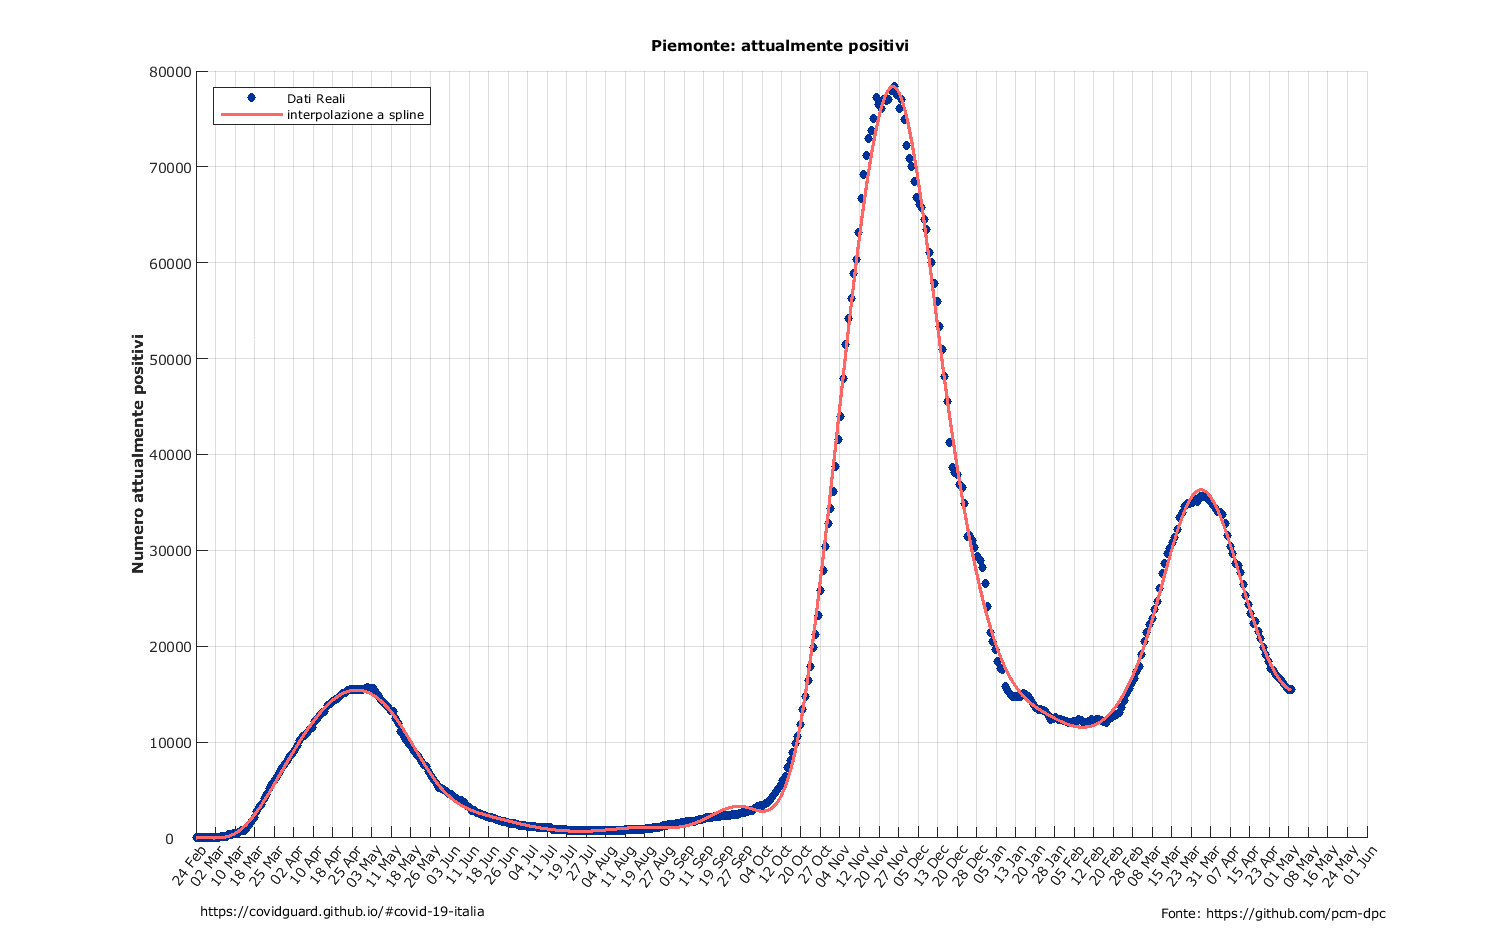 Piemonte: attualmente positivi
Dati Reali
interpolazione a spline
Numero attualmente positivi
80000
70000
60000
50000
40000
30000
20000
10000
0
24 Feb
02 Mar
10 Mar
18 Mar
25 Mar
02 Apr
10 Apr
18 Apr
25 Apr
03 May
11 May
18 May
26 May
03 Jun
11 Jun
18 Jun
26 Jun
04 Jul
11 Jul
19 Jul
27 Jul
04 Aug
11 Aug
19 Aug
27 Aug
03 Sep
11 Sep
19 Sep
27 Sep
04 Oct
12 Oct
20 Oct
27 Oct
04 Nov
12 Nov
20 Nov
27 Nov
05 Dec
13 Dec
20 Dec
28 Dec
05 Jan
13 Jan
20 Jan
28 Jan
05 Feb
12 Feb
20 Feb
28 Feb
08 Mar
15 Mar
23 Mar
31 Mar
07 Apr
15 Apr
23 Apr
01 May
08 May
16 May
24 May
01 Jun
https://covidguard.github.io/#covid-19-italia
Fonte: https://github.com/pcm-dpc